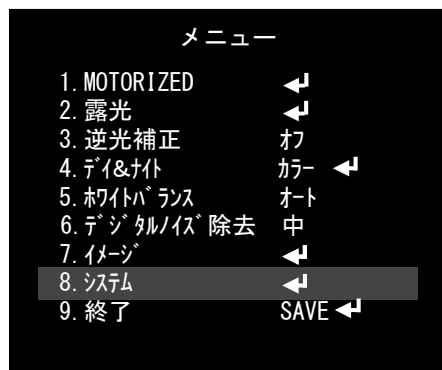 メニュー
1. MOTORIZED ↵
2. 露光 ↵
3. 逆光補正 オフ
4. ﾃﾞｲ&ﾅｲﾄ ｶﾗｰ ↵
5. ﾎﾜｲﾄﾊﾞﾗﾝｽ ｵｰﾄ
6. ﾃﾞｼﾞﾀﾙﾉｲｽﾞ除去 中
7. ｲﾒｰｼﾞ ↵
8. ｼｽﾃﾑ ↵
9. 終了 SAVE ↵